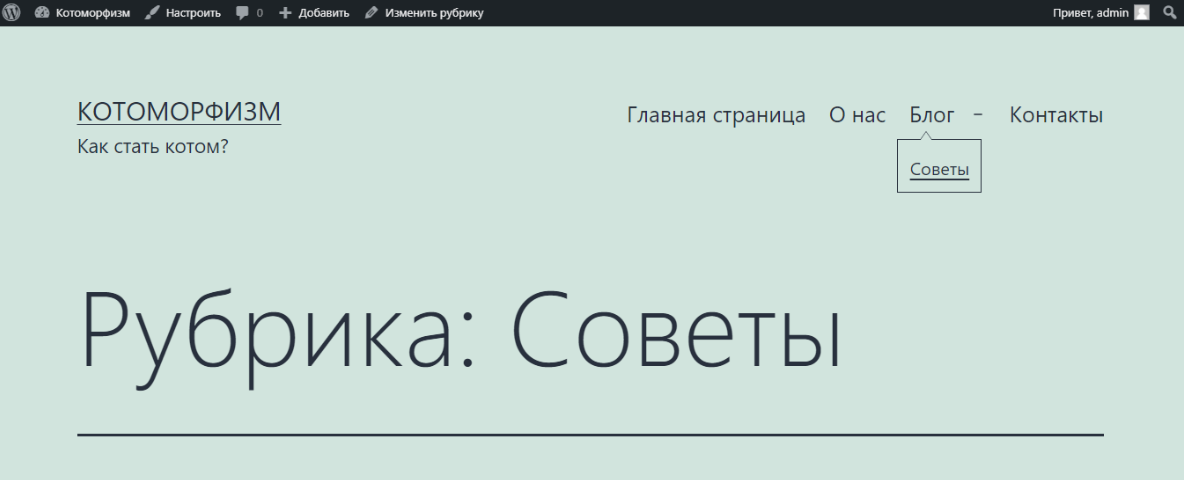 Котоморфизм Настроить 0 Добавить Изменить рубрику Привет, admin
КОТОМОРФИЗМ
Как стать котом?
Главная страница О нас Блог − Контакты
Советы
Рубрика: Советы